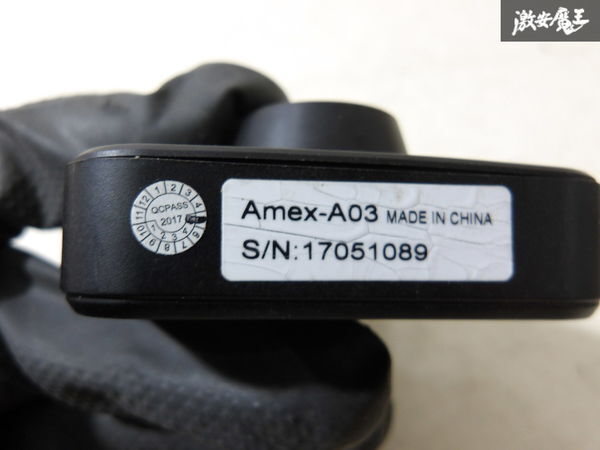 激安魔王
Amex-A03 MADE IN CHINA
S/N:17051089
QCPASS
2017